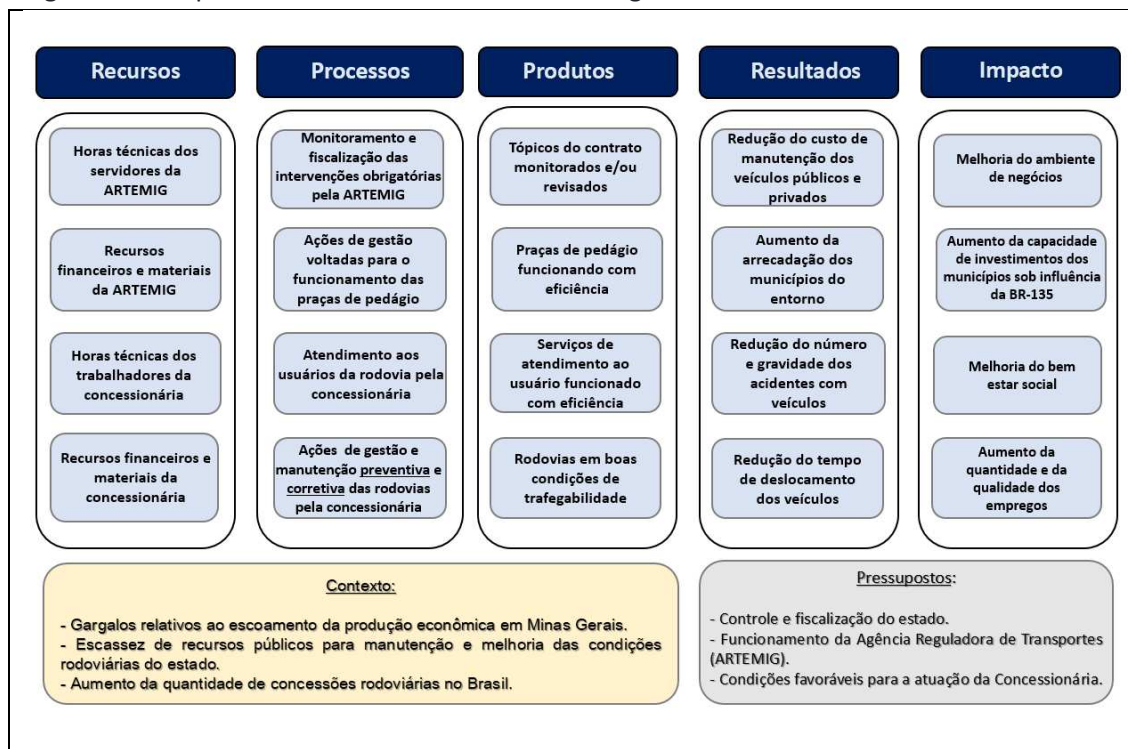 Recursos
Horas técnicas dos
servidores da
ARTEMIG
Recursos
financeiros e materiais
da ARTEMIG
Horas técnicas dos
trabalhadores da
concessionária
Recursos financeiros e
materiais da
concessionária
Processos
Monitoramento e
fiscalização das
intervenções obrigatórias
pela ARTEMIG
Ações de gestão
voltadas para o
funcionamento das
praças de pedágio
Atendimento aos
usuários da rodovia pela
concessionária
Ações de gestão e
manutenção preventiva e
corretiva das rodovias
pela concessionária
Produtos
Tópicos do contrato
monitorados e/ou
revisados
Praças de pedágio
funcionando com
eficiência
Serviços de
atendimento ao
usuário funcionado
com eficiência
Rodovias em boas
condições de
trafegabilidade
Resultados
Redução do custo de
manutenção dos
veículos públicos e
privados
Aumento da
arrecadação dos
municípios do
entorno
Redução do número
e gravidade dos
acidentes com
veículos
Redução do tempo
de deslocamento
dos veículos
Impacto
Melhoria do ambiente
de negócios
Aumento da capacidade
de investimentos dos
municípios sob influência
da BR-135
Melhoria do bem
estar social
Aumento da
quantidade e da
qualidade dos
empregos
Contexto:
- Gargalos relativos ao escoamento da produção econômica em Minas Gerais.
- Escassez de recursos públicos para manutenção e melhoria das condições
rodoviárias do estado.
- Aumento da quantidade de concessões rodoviárias no Brasil.
Pressupostos:
- Controle e fiscalização do estado.
- Funcionamento da Agência Reguladora de Transportes
(ARTEMIG).
- Condições favoráveis para a atuação da Concessionária.